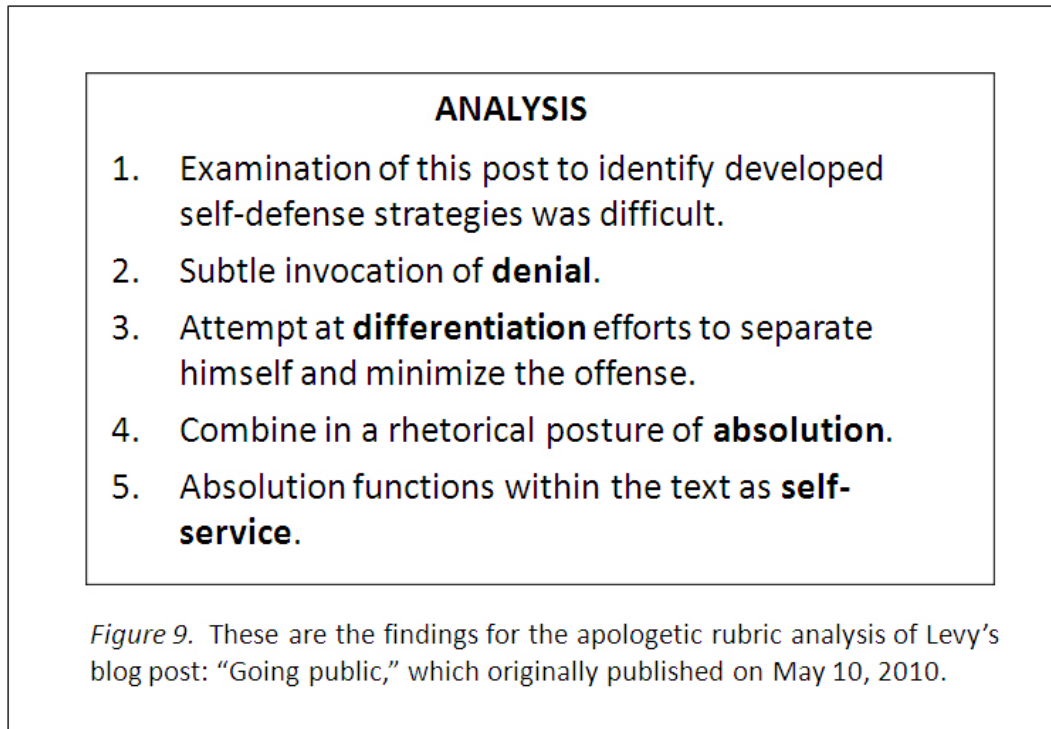 ANALYSIS
1. Examination of this post to identify developed
self-defense strategies was difficult.
2. Subtle invocation of denial.
3. Attempt at differentiation efforts to separate
himself and minimize the offense.
4. Combine in a rhetorical posture of absolution.
5. Absolution functions within the text as self-
service.
Figure 9. These are the findings for the apologetic rubric analysis of Levy’s
blog post: “Going public,” which originally published on May 10, 2010.